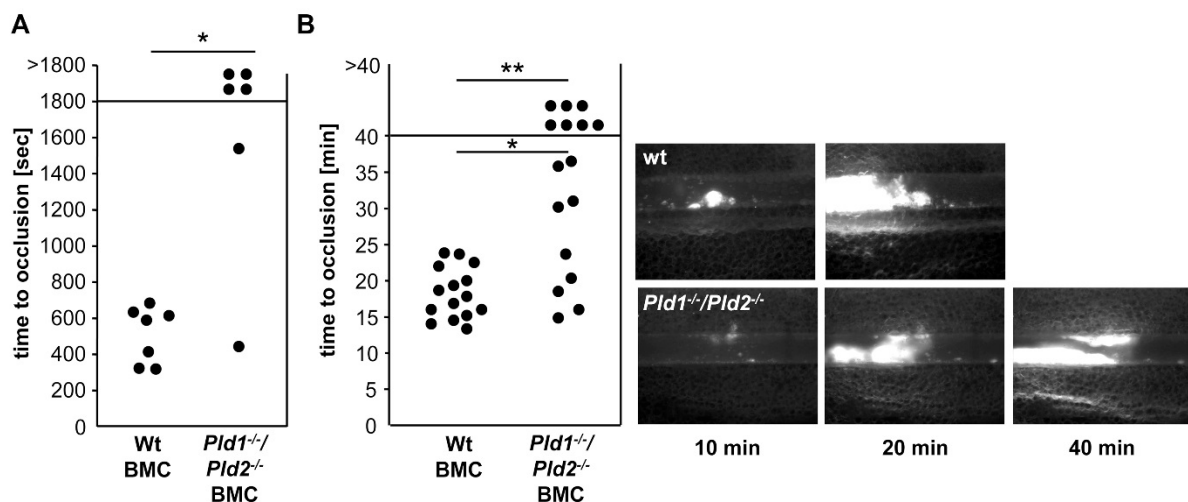 A
*
>1800
1800
1600
1400
1200
1000
800
600
400
200
0
time to occlusion [sec]
Wt
BMC
Pld1-/-/
Pld2-/-
BMC
B
**
>40
40
*
35
30
25
20
15
10
5
0
time to occlusion [min]
Wt
BMC
Pld1-/-/
Pld2-/-
BMC
wt
Pld1-/-/Pld2-/-
10 min
20 min
40 min